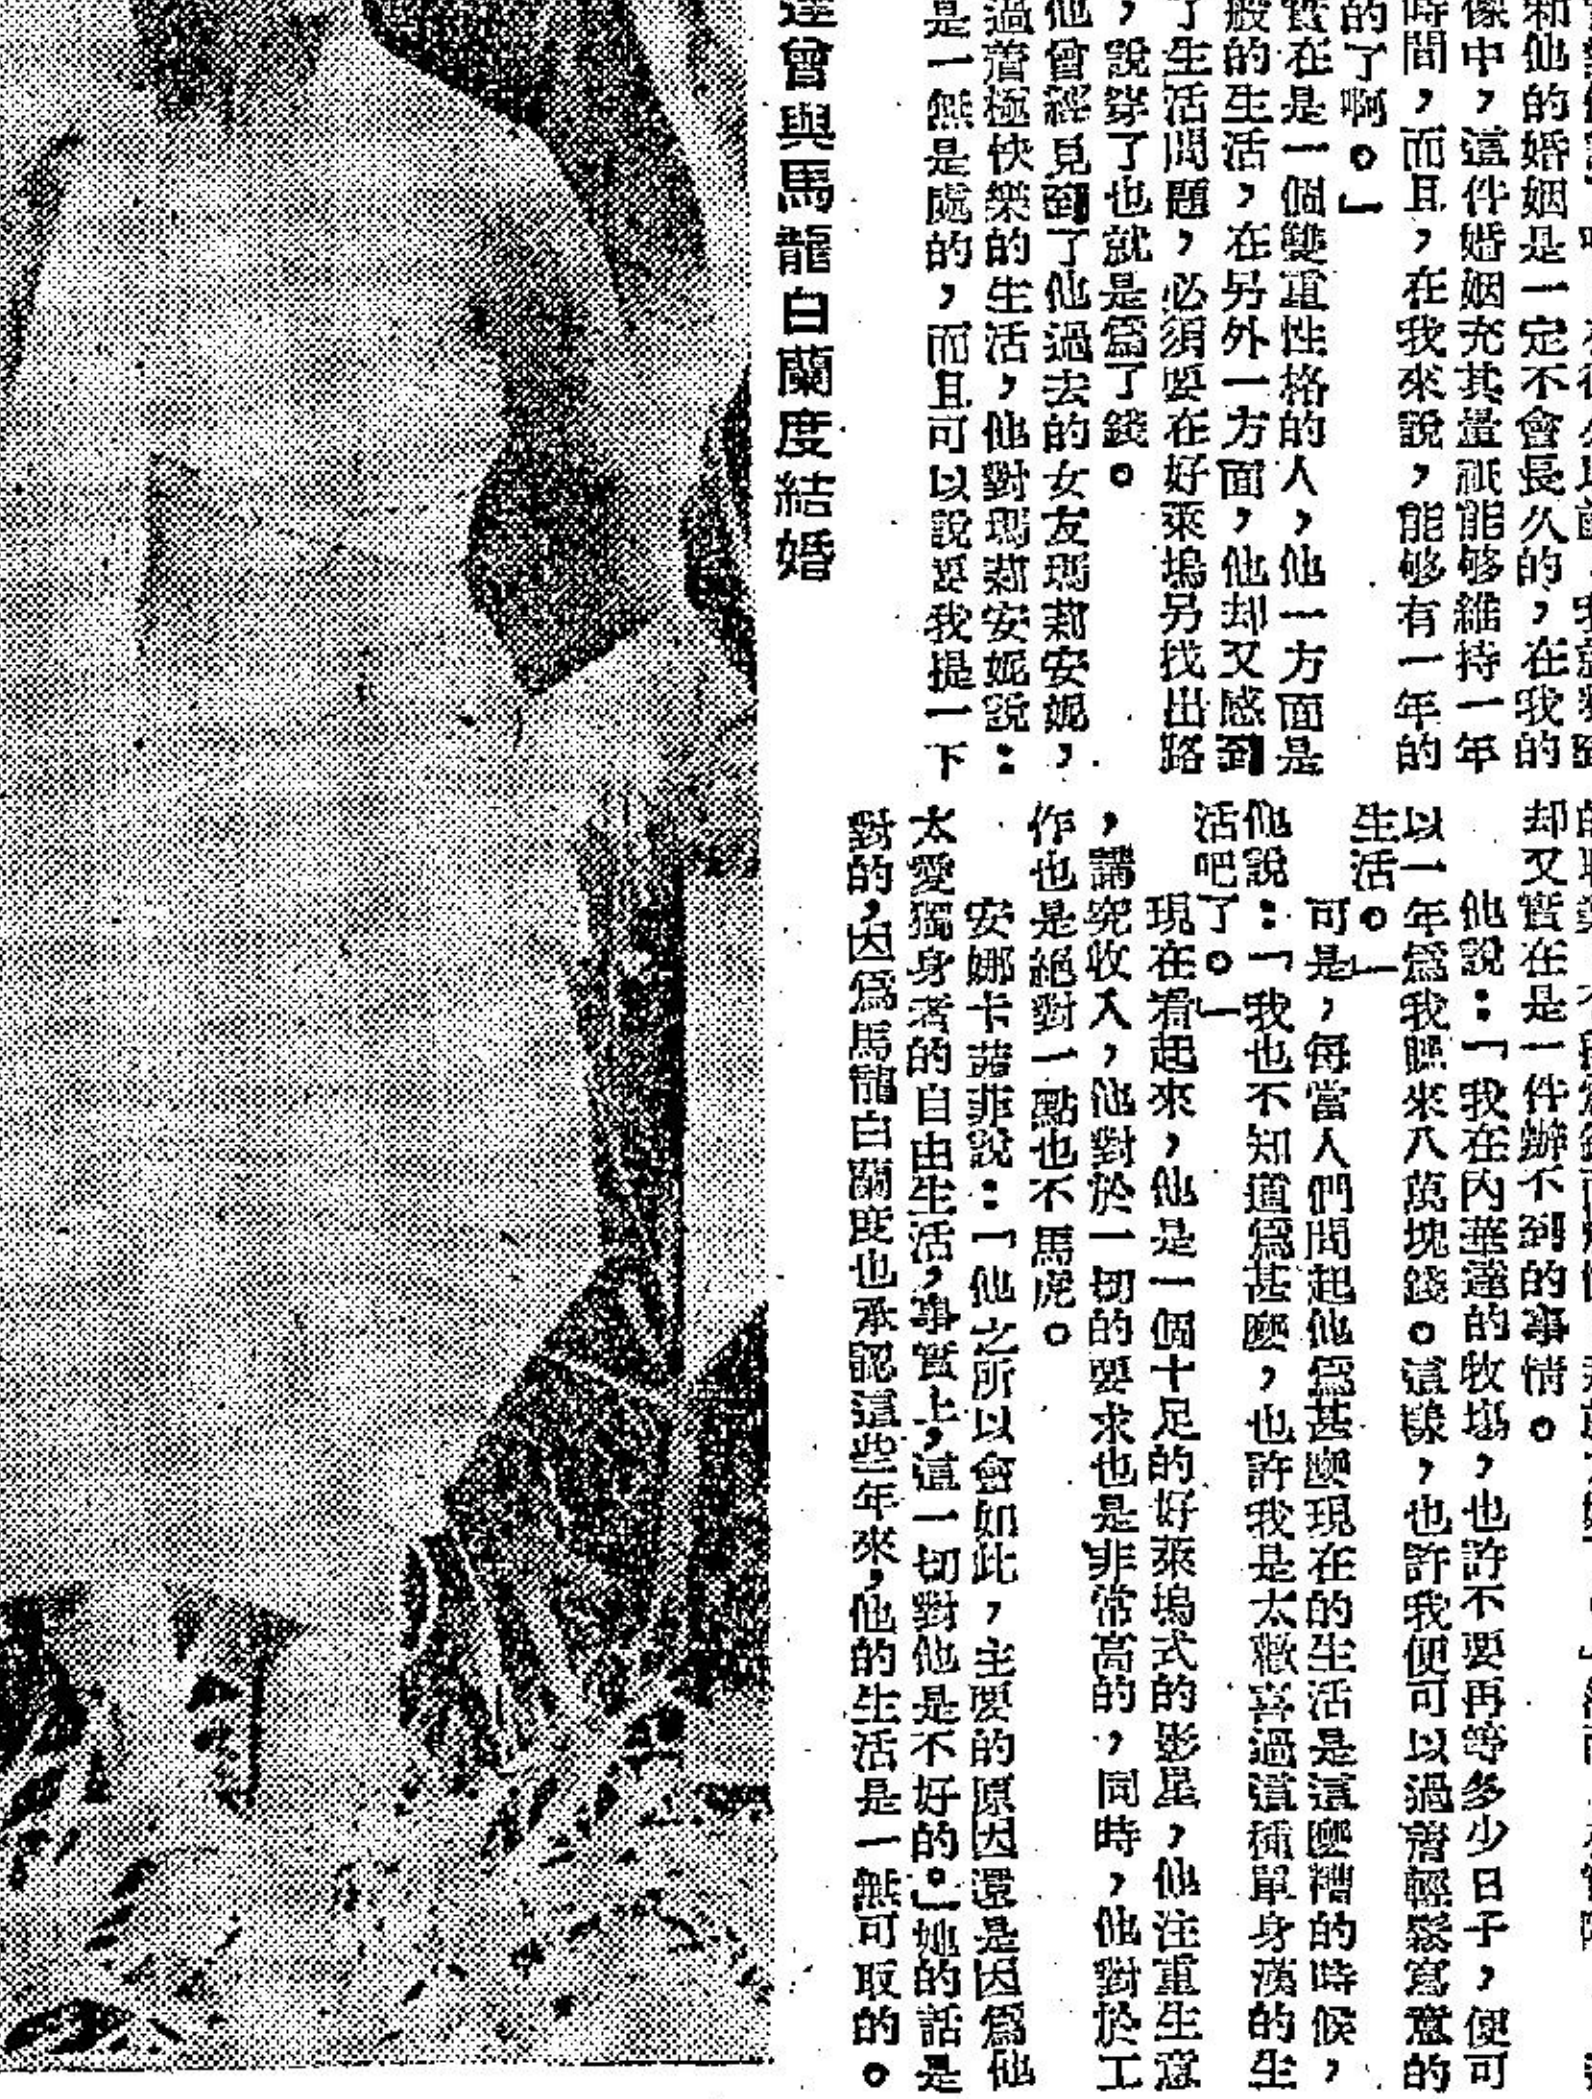 和他的婚姻是一定不會長久的，在我的
像中，這件婚姻充其量祇能够維持一年
時間，而且，在我來說，能够有一年的
的了啊。」
實在是一個雙重性格的人，他一方面是
般的生活，在另外一方面，他却又感到
了生活問題，必須要在好萊塢另找出路
，說穿了也就是爲了錢。
他曾經見到了他過去的女友瑪莉安妮，
過着極快樂的生活，他對瑪莉安妮說：
是一無是處的，而且可以說要我提一下
却又實在是一件辦不到的事情。
他說：「我在內華達的牧塲，也許不要再等多少日子，便可
以一年爲我賺來八萬塊錢。這樣，也許我便可以過着輕鬆寫意的
生活。」
可是，每當人們問起他爲甚麼現在的生活是這麼糟的時候，
他說：「我也不知道爲甚麼，也許我是太歡喜過這種單身漢的生
活吧了。」
現在看起來，他是一個十足的好萊塢式的影星，他注重生意
，講究收入，他對於一切的要求也是非常高的，同時，他對於工
作也是絕對一點也不馬虎。
安娜卡茜菲說：「他之所以會如此，主要的原因還是因爲他
太愛獨身者的自由生活，事實上，這一切對他是不好的。」她的話是
對的，因爲馬龍白蘭度也承認這些年來，他的生活是一無可取的。
達曾與馬龍白蘭度結婚